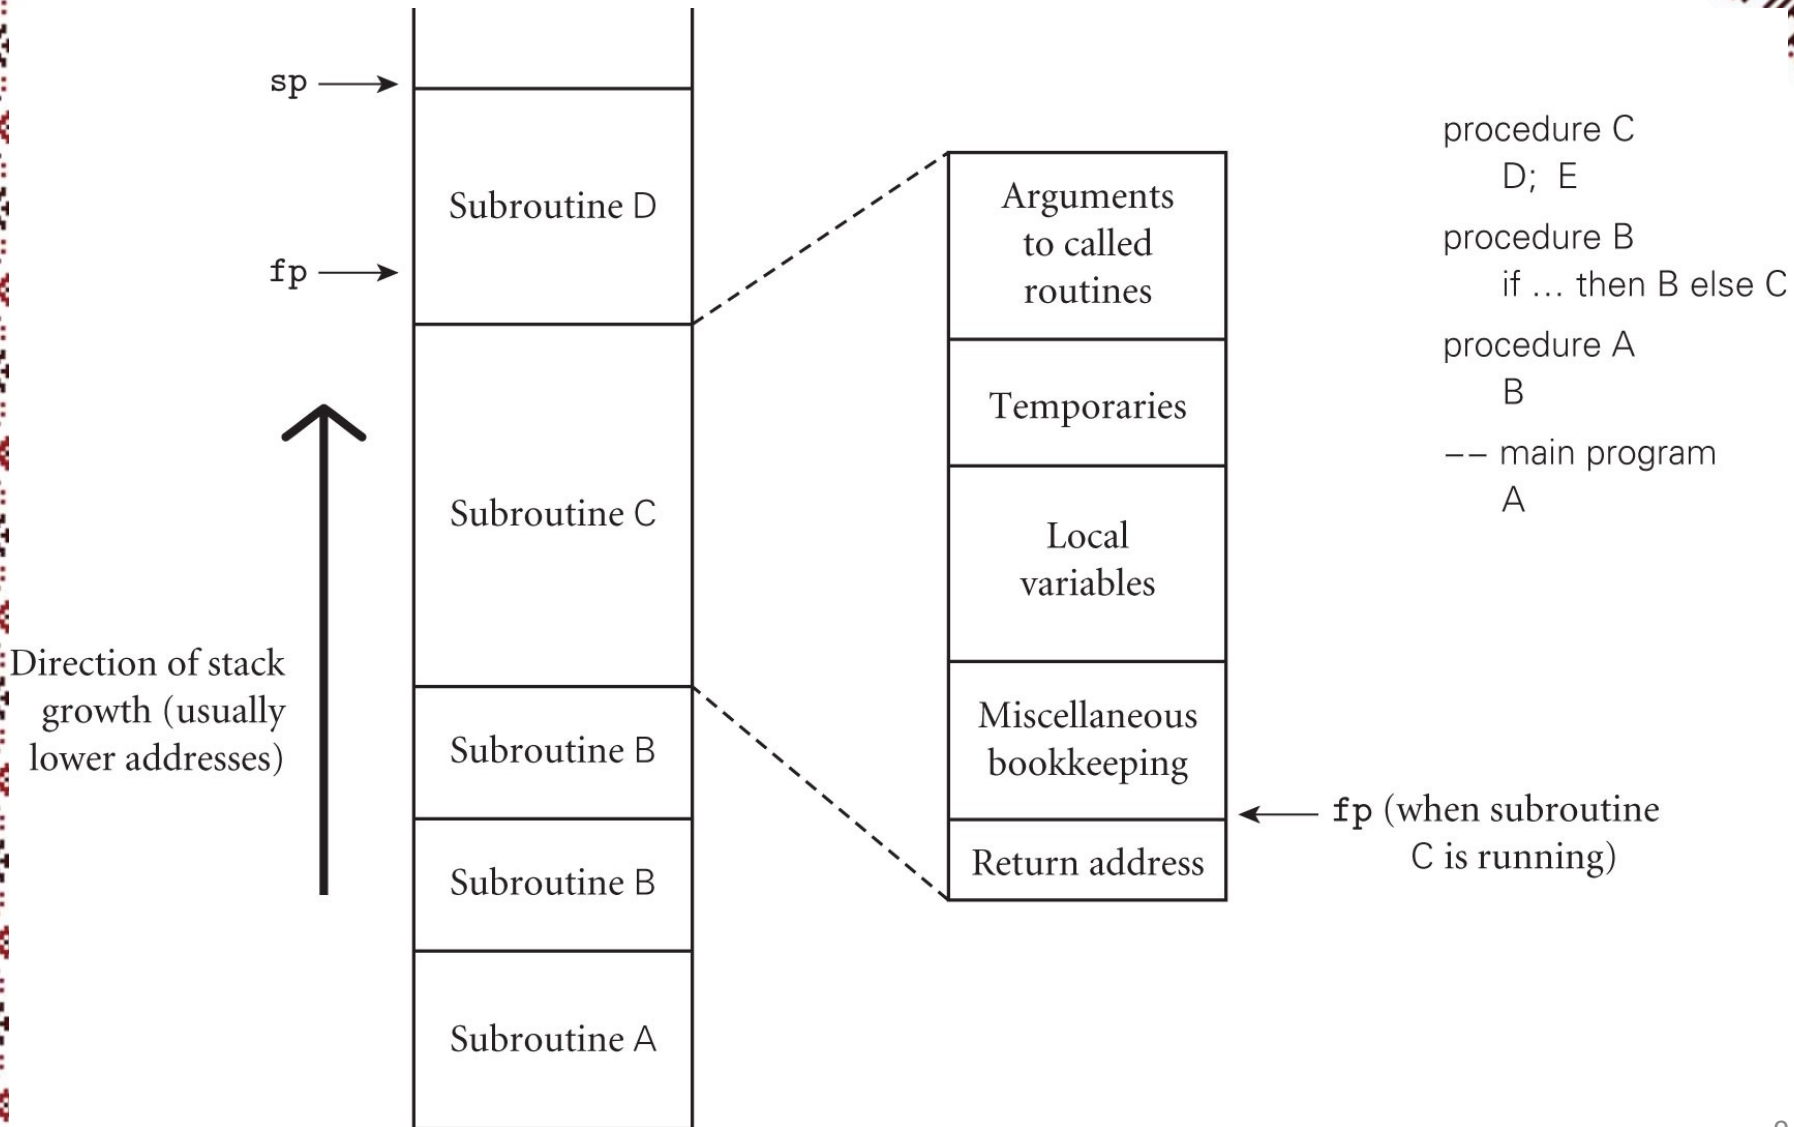 sp
Subroutine D
fp
Subroutine C
Direction of stack
growth (usually
lower addresses)
Subroutine B
Subroutine B
Subroutine A
Arguments
to called
routines
Temporaries
Local
variables
Miscellaneous
bookkeeping
Return address
fp (when subroutine
C is running)
procedure C
D; E
procedure B
if ... then B else C
procedure A
B
-- main program
A